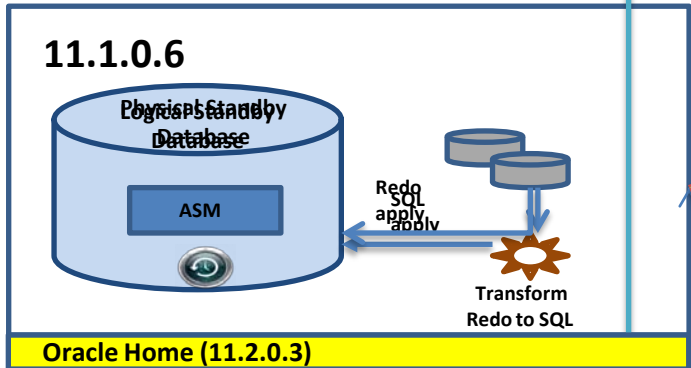 11.1.0.6
Physical Standby
Database
Logical Standby
Database
ASM
Redo
apply
SQL
apply
Transform
Redo to SQL
Oracle Home (11.2.0.3)